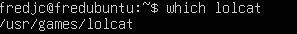 fredjc@fredubuntu:~$ which lolcat
/usr/games/lolcat